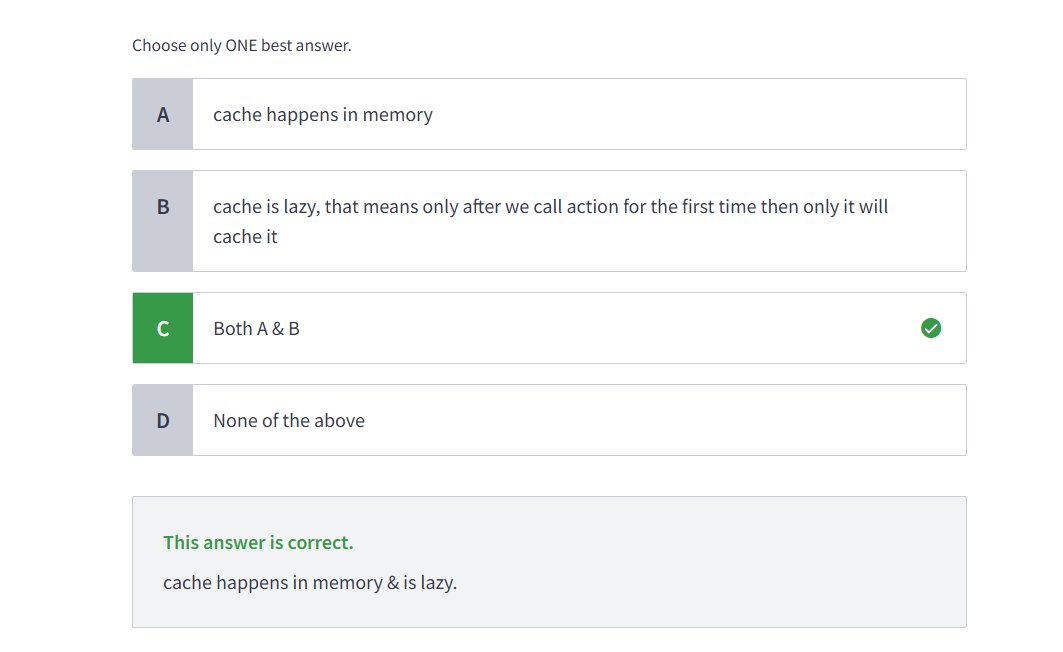 Choose only ONE best answer.
A
cache happens in memory
B
cache is lazy, that means only after we call action for the first time then only it will
cache it
C
Both A & B
D
None of the above
This answer is correct.
cache happens in memory & is lazy.